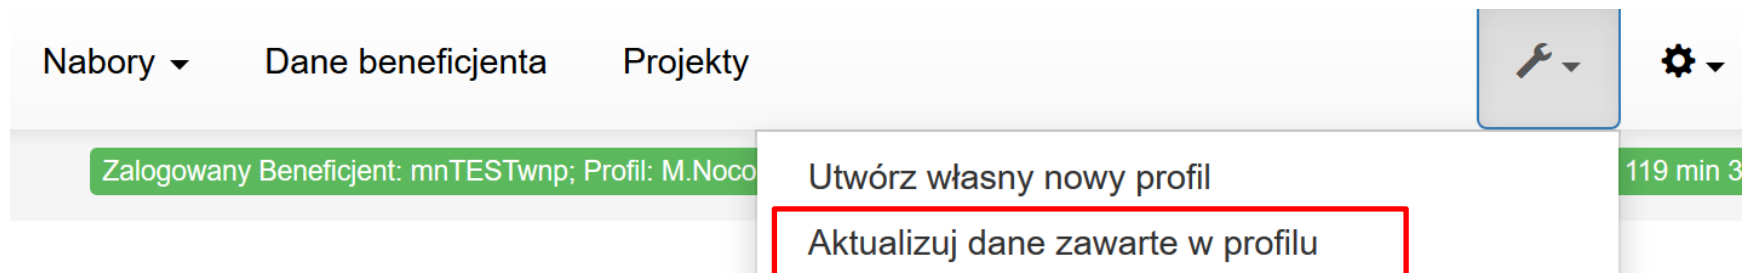 Nabory Dane beneficjenta Projekty
Zalogowany Beneficjent: mnTESTwnp; Profil: M.Noco 119 min 3
Utwórz własny nowy profil
Aktualizuj dane zawarte w profilu